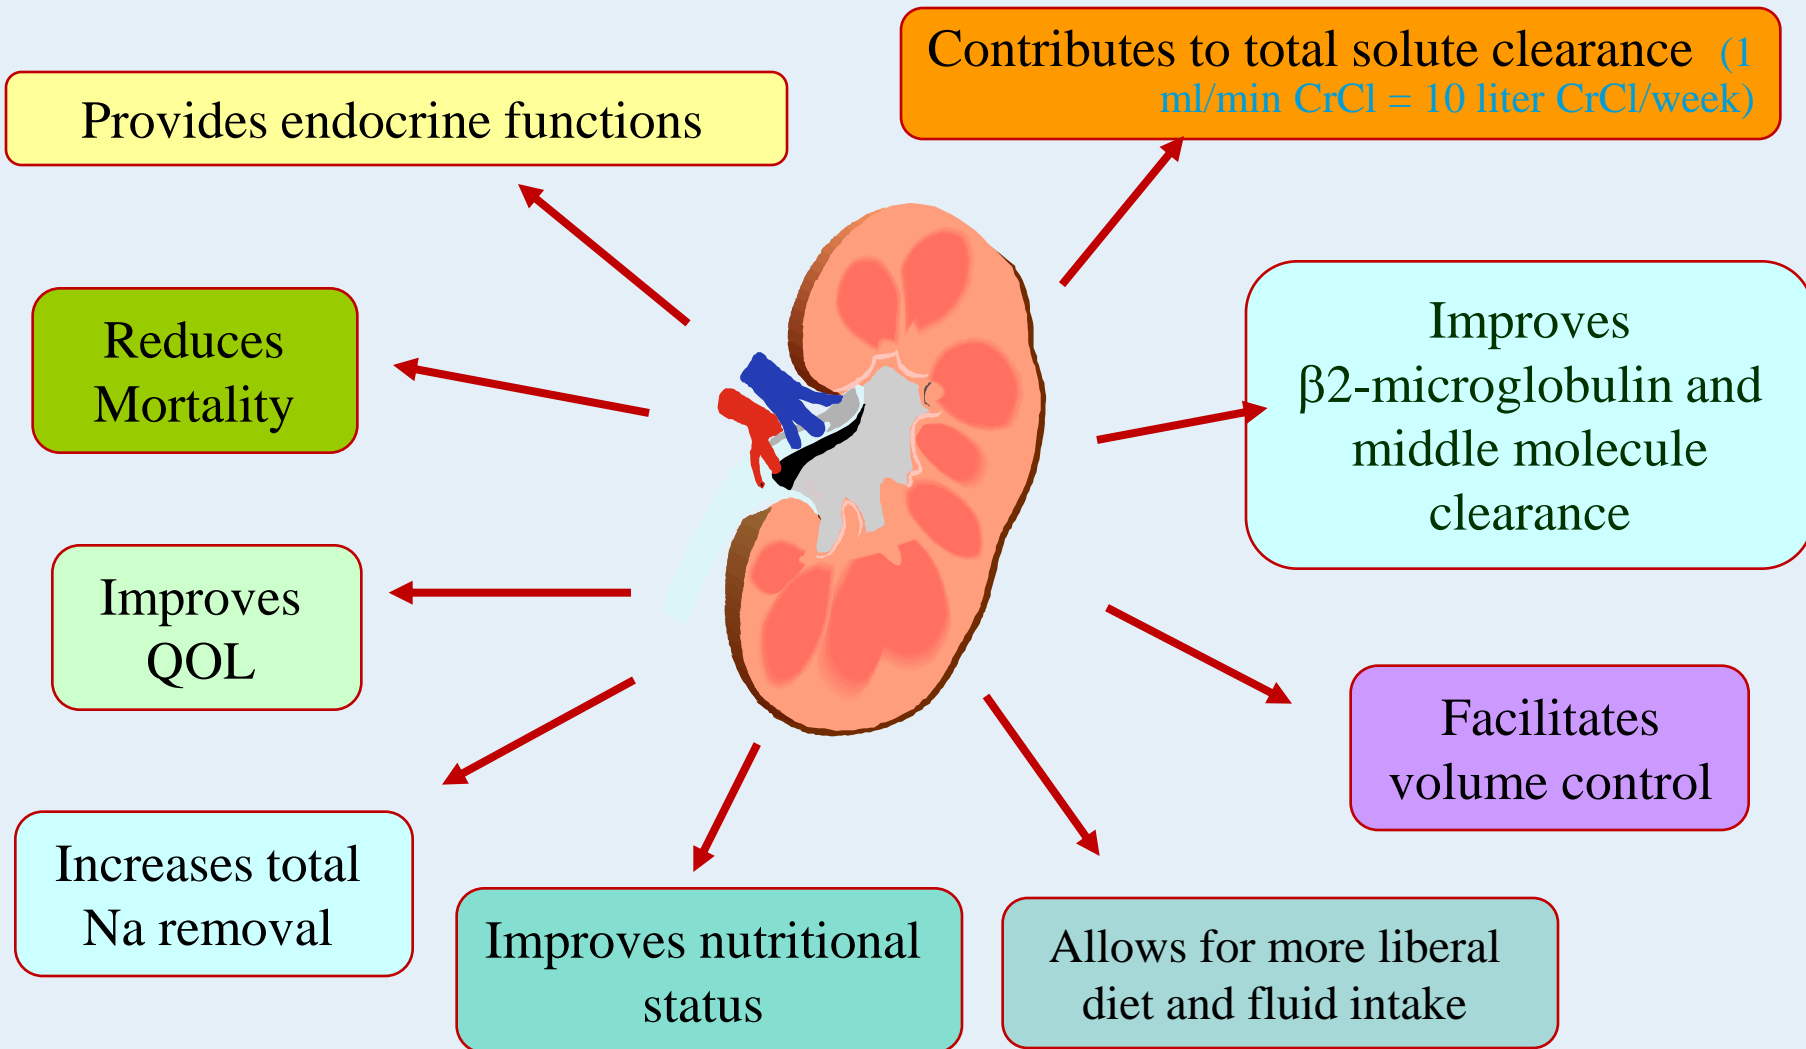 Contributes to total solute clearance (1
ml/min CrCl = 10 liter CrCl/week)
Provides endocrine functions
Reduces
Mortality
Improves
β2-microglobulin and
middle molecule
clearance
Improves
QOL
Facilitates
volume control
Increases total
Na removal
Improves nutritional
status
Allows for more liberal
diet and fluid intake